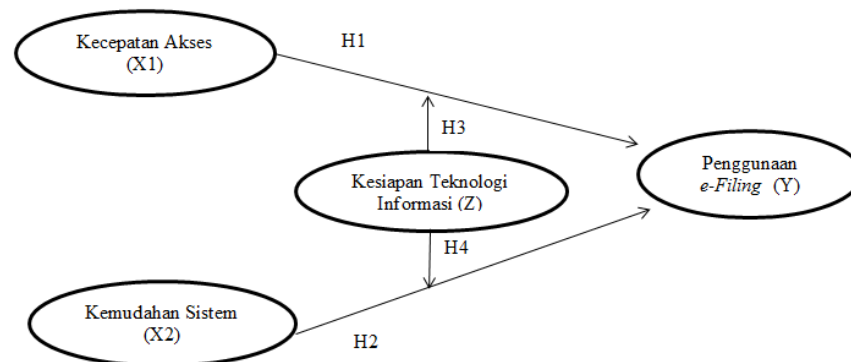 Kecepatan Akses
(X1)
H1
H3
Kesiapan Teknologi
Informasi (Z)
Penggunaan
e-Filing (Y)
H4
Kemudahan Sistem
(X2)
H2